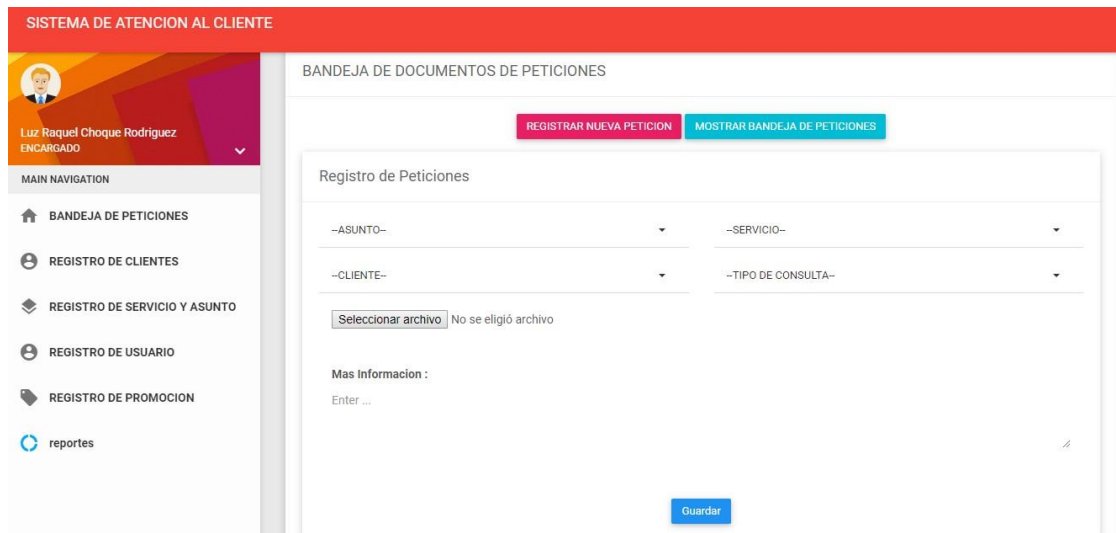 SISTEMA DE ATENCION AL CLIENTE
Luz Raquel Choque Rodriguez
ENCARGADO
MAIN NAVIGATION
BANDEJA DE PETICIONES
REGISTRO DE CLIENTES
REGISTRO DE SERVICIO Y ASUNTO
REGISTRO DE USUARIO
REGISTRO DE PROMOCION
reportes
BANDEJA DE DOCUMENTOS DE PETICIONES
REGISTRAR NUEVA PETICION MOSTRAR BANDEJA DE PETICIONES
Registro de Peticiones
--ASUNTO-- --SERVICIO--
--CLIENTE-- --TIPO DE CONSULTA--
Seleccionar archivo No se eligió archivo
Mas Informacion :
Enter ...
Guardar